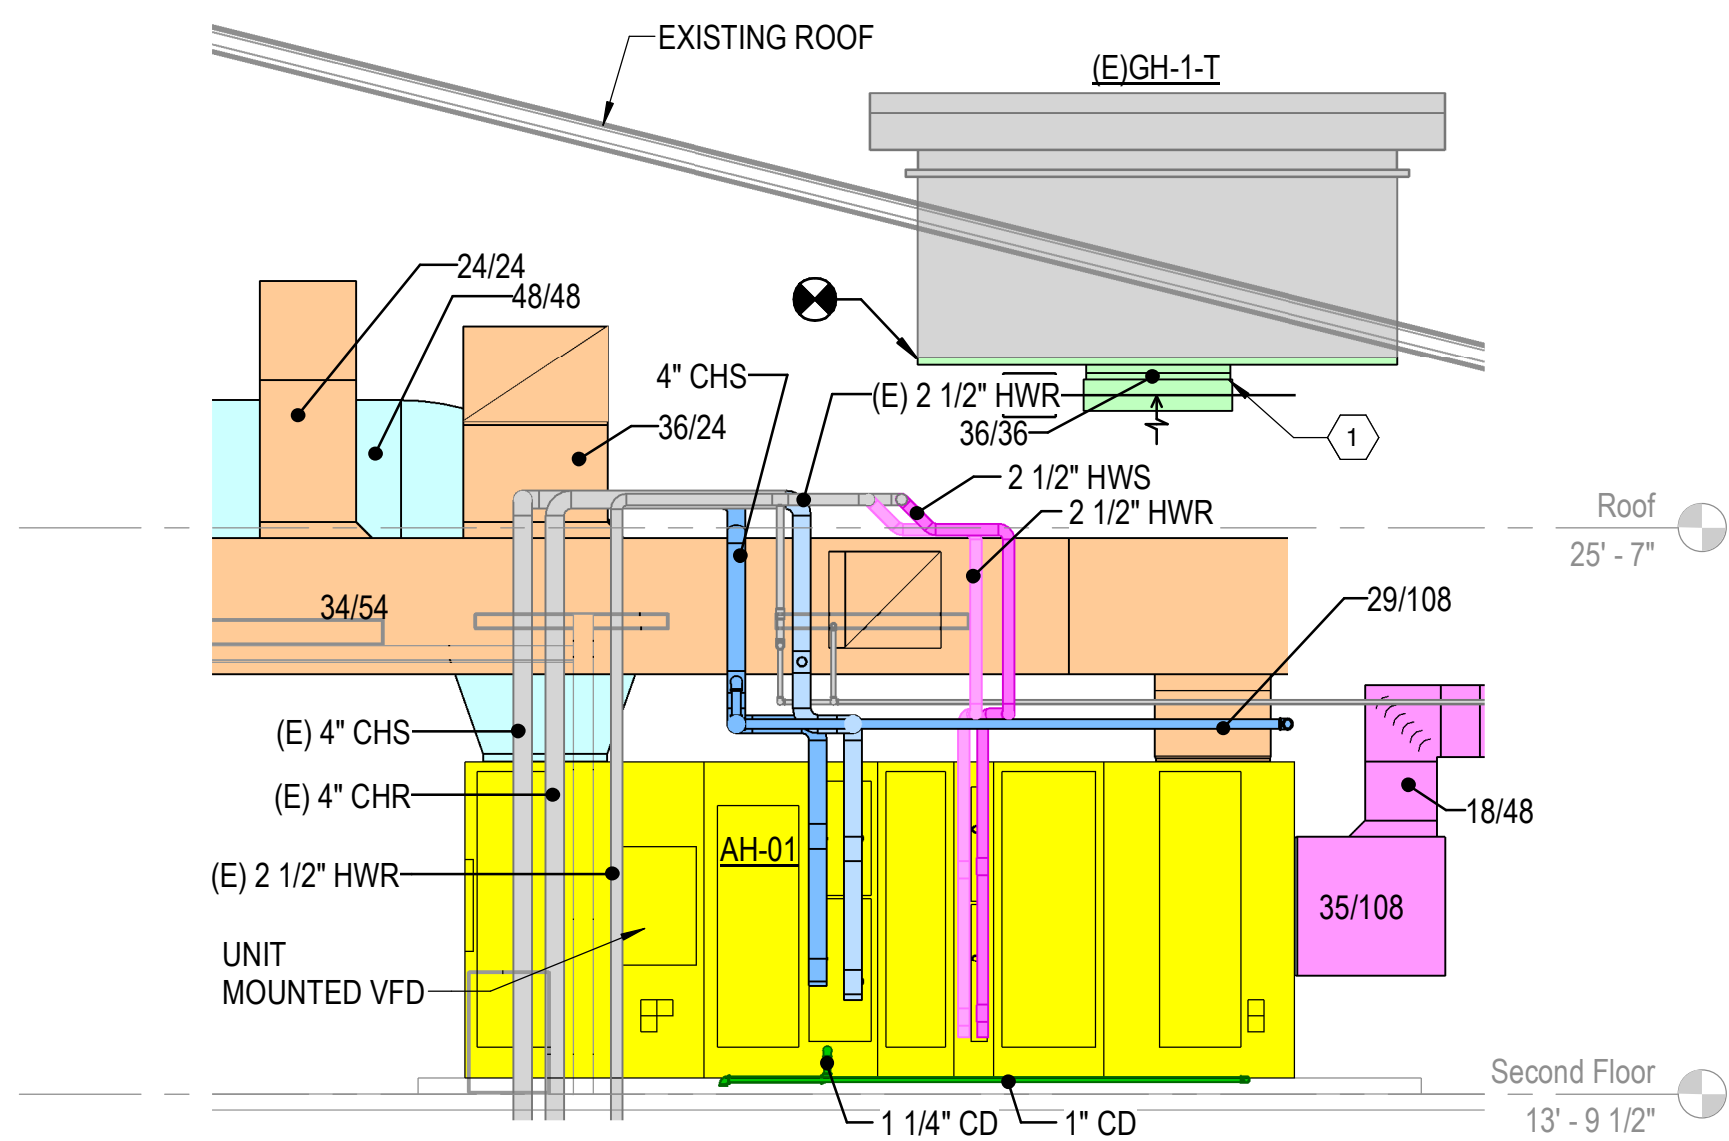 EXISTING ROOF
(E)GH-1-T
24/24
48/48
4" CHS
(E) 2 1/2" HWR
36/24
36/36
1
2 1/2" HWS
2 1/2" HWR
Roof
25' - 7"
34/54
29/108
(E) 4" CHS
(E) 4" CHR
18/48
AH-01
(E) 2 1/2" HWR
35/108
UNIT
MOUNTED VFD
Second Floor
13' - 9 1/2"
1 1/4" CD
1" CD